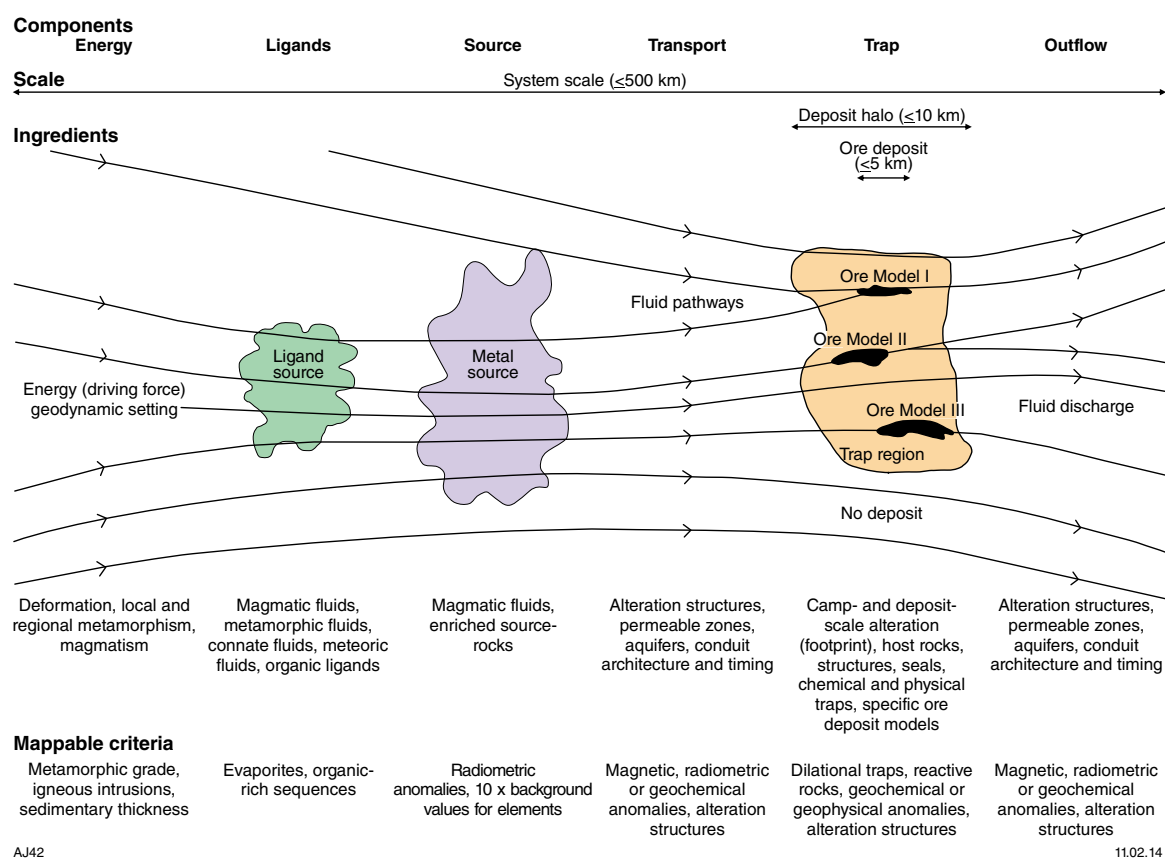 Components
Energy
Ligands
Source
Transport
Trap
Outflow
Scale
System scale (≤500 km)
Deposit halo (≤10 km)
Ingredients
Ore deposit
(≤5 km)
Ore Model I
Fluid pathways
Ore Model II
Ligand
source
Metal
source
Energy (driving force)
geodynamic setting
Ore Model III
Fluid discharge
Trap region
No deposit
Deformation, local and
regional metamorphism,
magmatism
Magmatic fluids,
metamorphic fluids,
connate fluids, meteoric
fluids, organic ligands
Magmatic fluids,
enriched source-
rocks
Alteration structures,
permeable zones,
aquifers, conduit
architecture and timing
Camp- and deposit-
scale alteration
(footprint), host rocks,
structures, seals,
chemical and physical
traps, specific ore
deposit models
Alteration structures,
permeable zones,
aquifers, conduit
architecture and timing
Mappable criteria
Metamorphic grade,
igneous intrusions,
sedimentary thickness
Evaporites, organic-
rich sequences
Radiometric
anomalies, 10 x background
values for elements
Magnetic, radiometric
or geochemical
anomalies, alteration
structures
Dilational traps, reactive
rocks, geochemical or
geophysical anomalies,
alteration structures
Magnetic, radiometric
or geochemical
anomalies, alteration
structures
AJ42
11.02.14